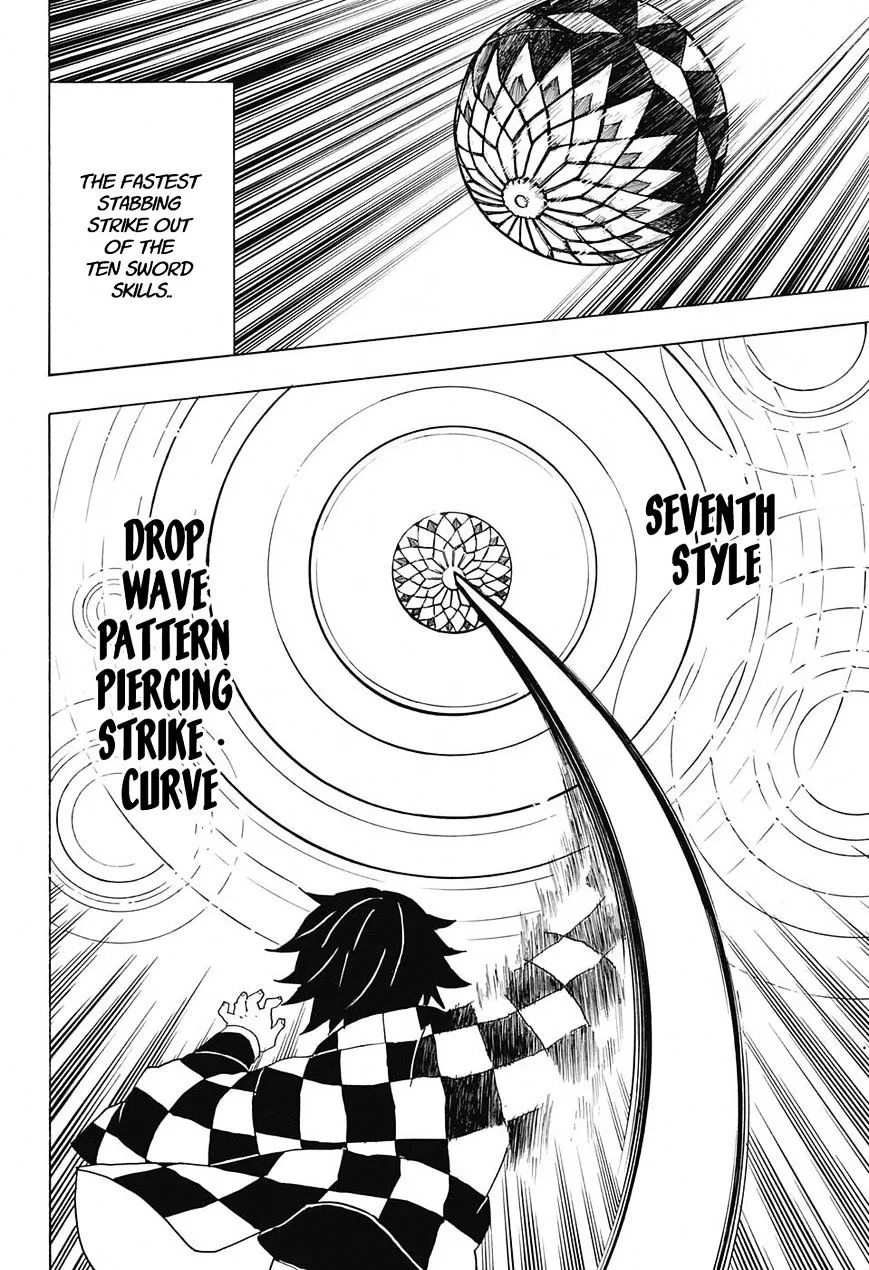 THE FASTEST
STABBING
STRIKE OUT
OF THE
TEN SWORD
SKILLS..
SEVENTH
STYLE
DROP
WAVE
PATTERN
PIERCING
STRIKE ·
CURVE